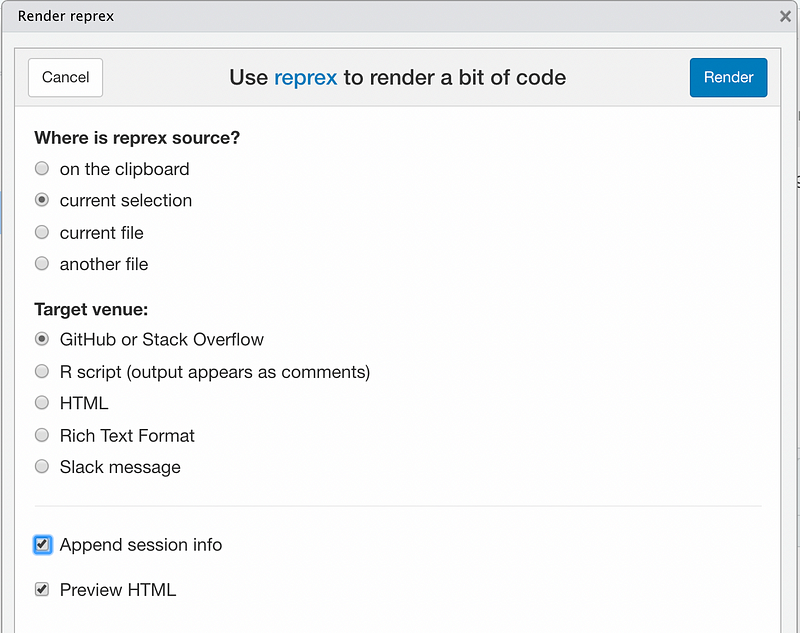 Render reprex
Cancel
Use reprex to render a bit of code
Render
Where is reprex source?
on the clipboard
current selection
current file
another file
Target venue:
GitHub or Stack Overflow
R script (output appears as comments)
HTML
Rich Text Format
Slack message
Append session info
Preview HTML